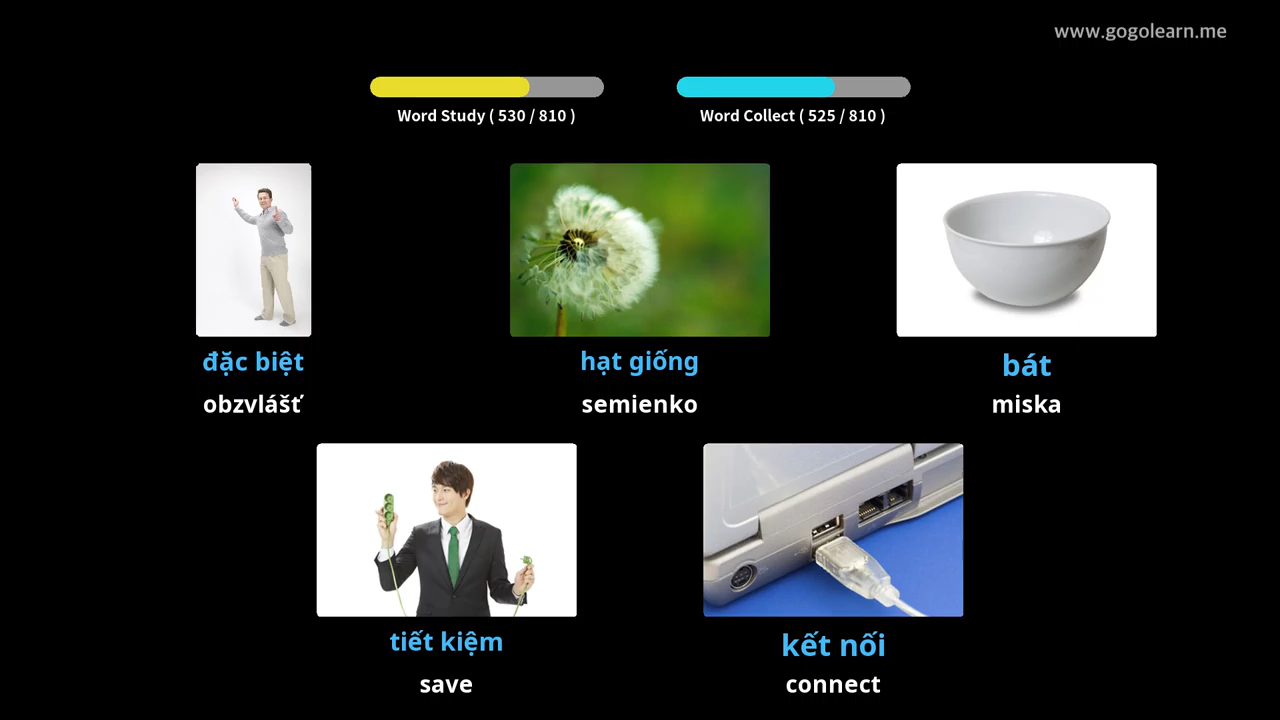 www.gogolearn.me
Word Study ( 530 / 810 )
Word Collect ( 525 / 810 )
đặc biệt
obzvlášť
hạt giống
semienko
bát
miska
tiết kiệm
save
kết nối
connect